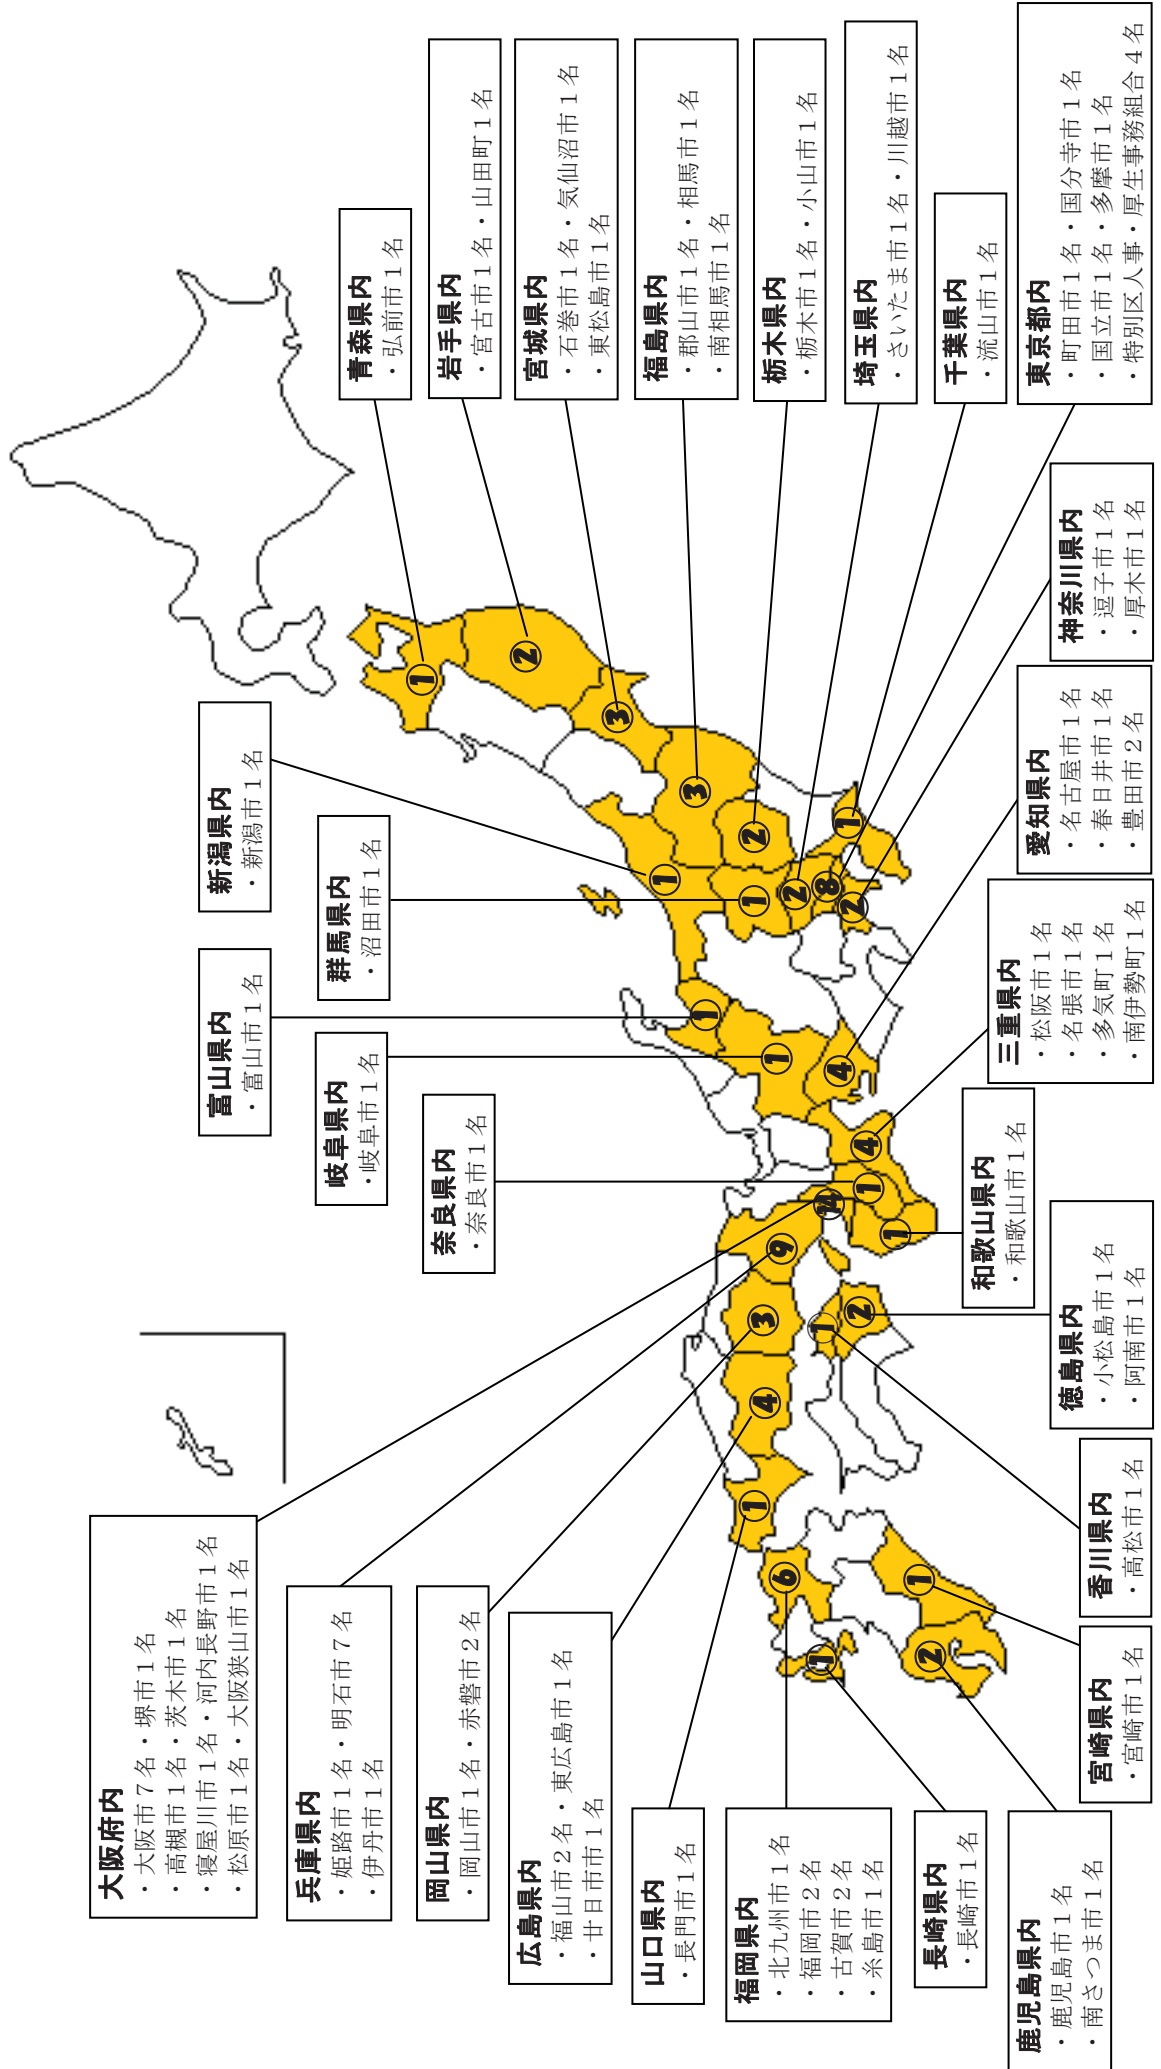 青森県内
・弘前市１名
岩手県内
・宮古市１名・山田町１名
宮城県内
・石巻市１名・気仙沼市１名
・東松島市１名
福島県内
・郡山市１名・相馬市１名
・南相馬市１名
栃木県内
・栃木市１名・小山市１名
埼玉県内
・さいたま市１名・川越市１名
千葉県内
・流山市１名
東京都内
・町田市１名・国分寺市１名
・国立市１名・多摩市１名
・特別区人事・厚生事務組合４名
神奈川県内
・逗子市１名
・厚木市１名
新潟県内
・新潟市１名
群馬県内
・沼田市１名
富山県内
・富山市１名
岐阜県内
・岐阜市１名
愛知県内
・名古屋市１名
・春日井市１名
・豊田市２名
三重県内
・松阪市１名
・名張市１名
・多気町１名
・南伊勢町１名
奈良県内
・奈良市１名
和歌山県内
・和歌山市１名
大阪府内
・大阪市７名・堺市１名
・高槻市１名・茨木市１名
・寝屋川市１名・河内長野市１名
・松原市１名・大阪狭山市１名
兵庫県内
・姫路市１名・明石市７名
・伊丹市１名
岡山県内
・岡山市１名・赤磐市２名
広島県内
・福山市２名・東広島市１名
・廿日市市１名
山口県内
・長門市１名
徳島県内
・小松島市１名
・阿南市１名
香川県内
・高松市１名
福岡県内
・北九州市１名
・福岡市２名
・古賀市２名
・糸島市１名
長崎県内
・長崎市１名
宮崎県内
・宮崎市１名
鹿児島県内
・鹿児島市１名
・南さつま市１名
1
2
3
3
1
2
1
2
8
1
2
1
1
4
4
1
1
14
9
3
4
1
1
2
6
1
1
2